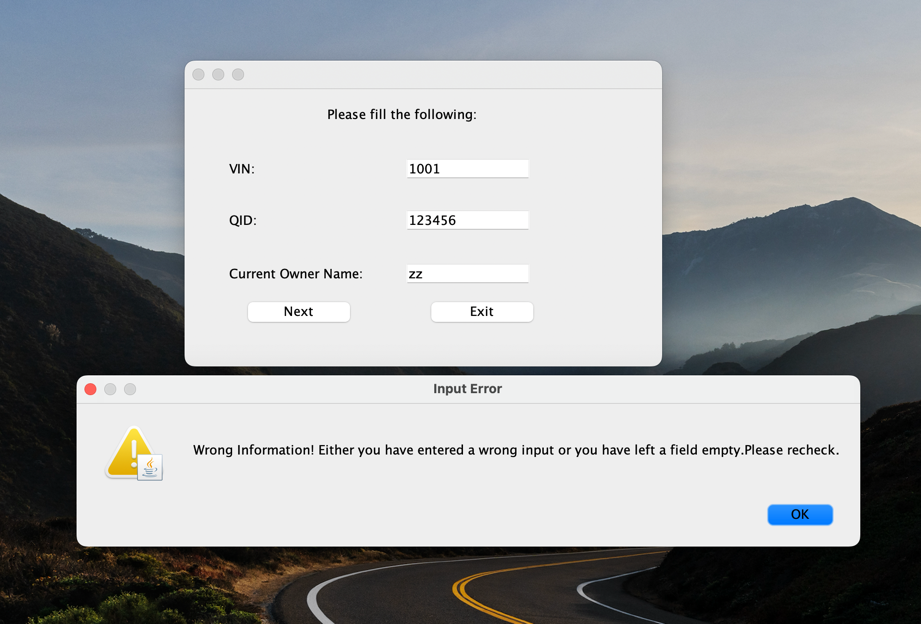 Please fill the following:
VIN: 1001
QID: 123456
Current Owner Name: zz
Next Exit
Input Error
Wrong Information! Either you have entered a wrong input or you have left a field empty.Please recheck.
OK